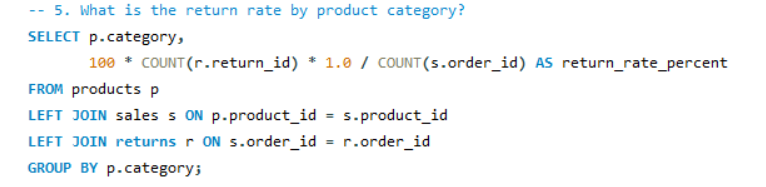 -- 5. What is the return rate by product category?
SELECT p.category,
100 * COUNT(r.return_id) * 1.0 / COUNT(s.order_id) AS return_rate_percent
FROM products p
LEFT JOIN sales s ON p.product_id = s.product_id
LEFT JOIN returns r ON s.order_id = r.order_id
GROUP BY p.category;